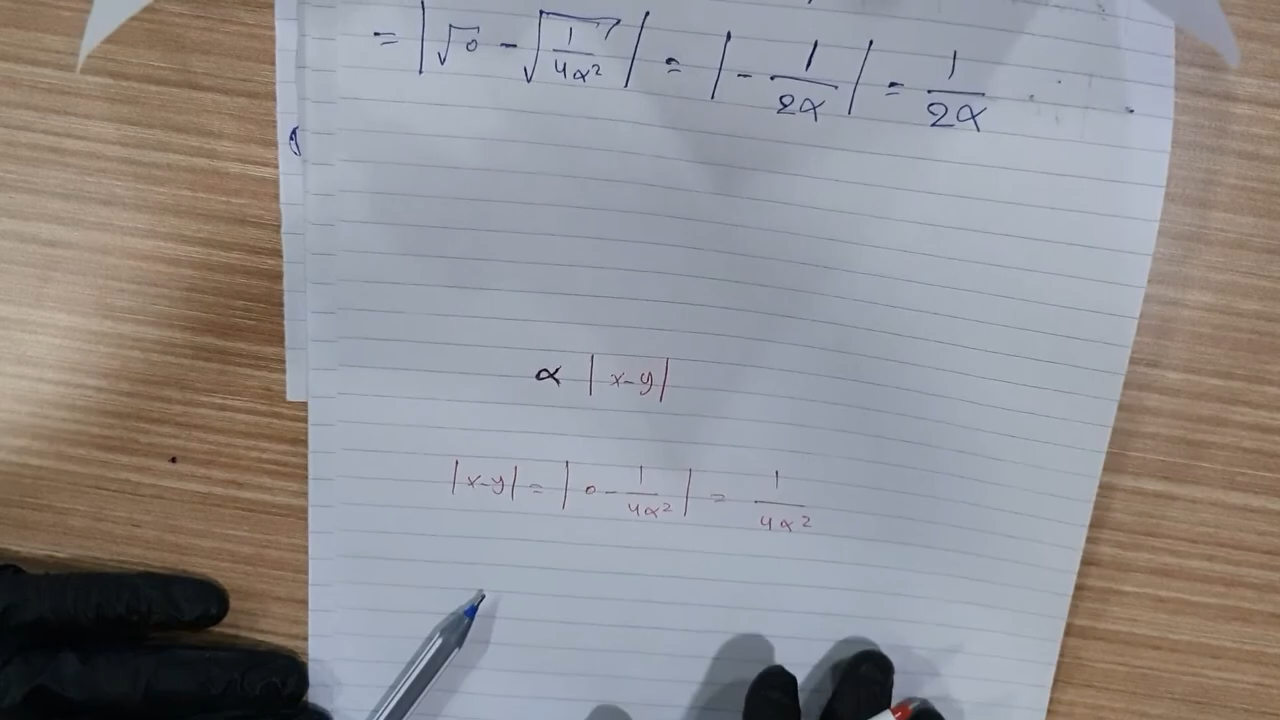 = |√0 - √(1/4α²)| = |- 1/2α| = 1/2α
α |x-y|
|x-y| = |0 - 1/4α²| = 1/4α²